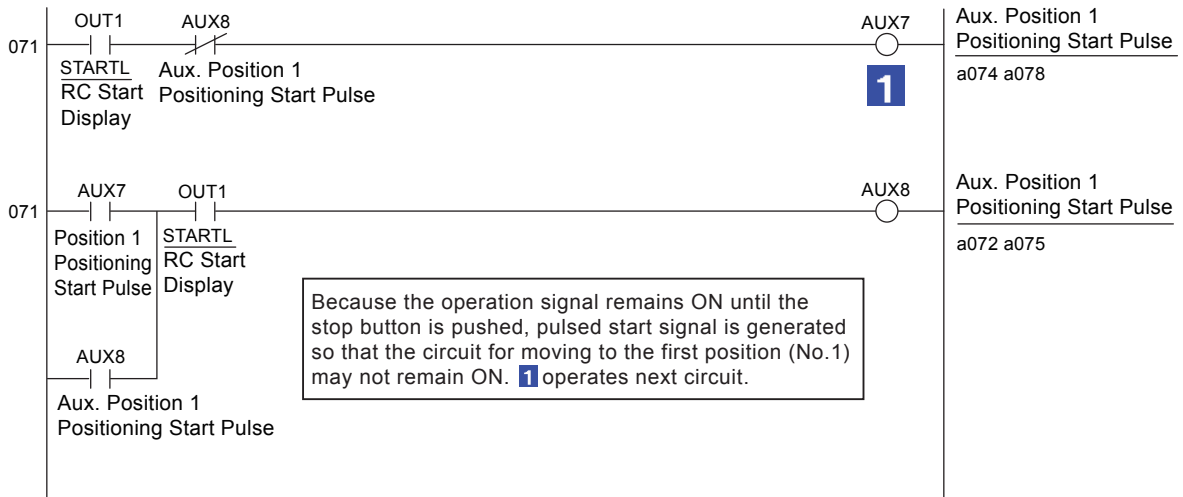 OUT1 AUX8 AUX7 Aux. Position 1
071 Positioning Start Pulse
STARTL Aux. Position 1 a074 a078
RC Start Positioning Start Pulse 1
Display
AUX7 OUT1 AUX8 Aux. Position 1
071 Positioning Start Pulse
Position 1 STARTL a072 a075
Positioning RC Start
Start Pulse Display
Because the operation signal remains ON until the
stop button is pushed, pulsed start signal is generated
so that the circuit for moving to the first position (No.1)
may not remain ON. 1 operates next circuit.
AUX8
Aux. Position 1
Positioning Start Pulse